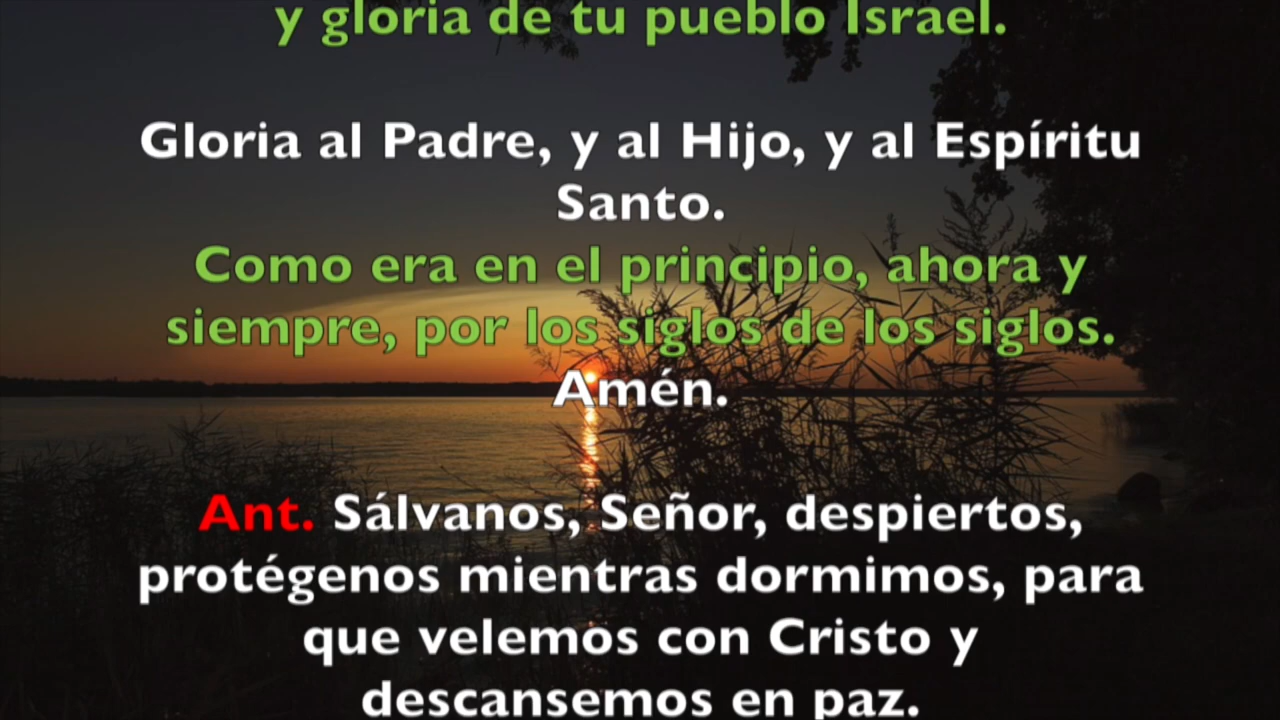 y gloria de tu pueblo Israel.
Gloria al Padre, y al Hijo, y al Espíritu
Santo.
Como era en el principio, ahora y
siempre, por los siglos de los siglos.
Amén.
Ant. Sálvanos, Señor, despiertos,
protégenos mientras dormimos, para
que velemos con Cristo y
descansemos en paz.